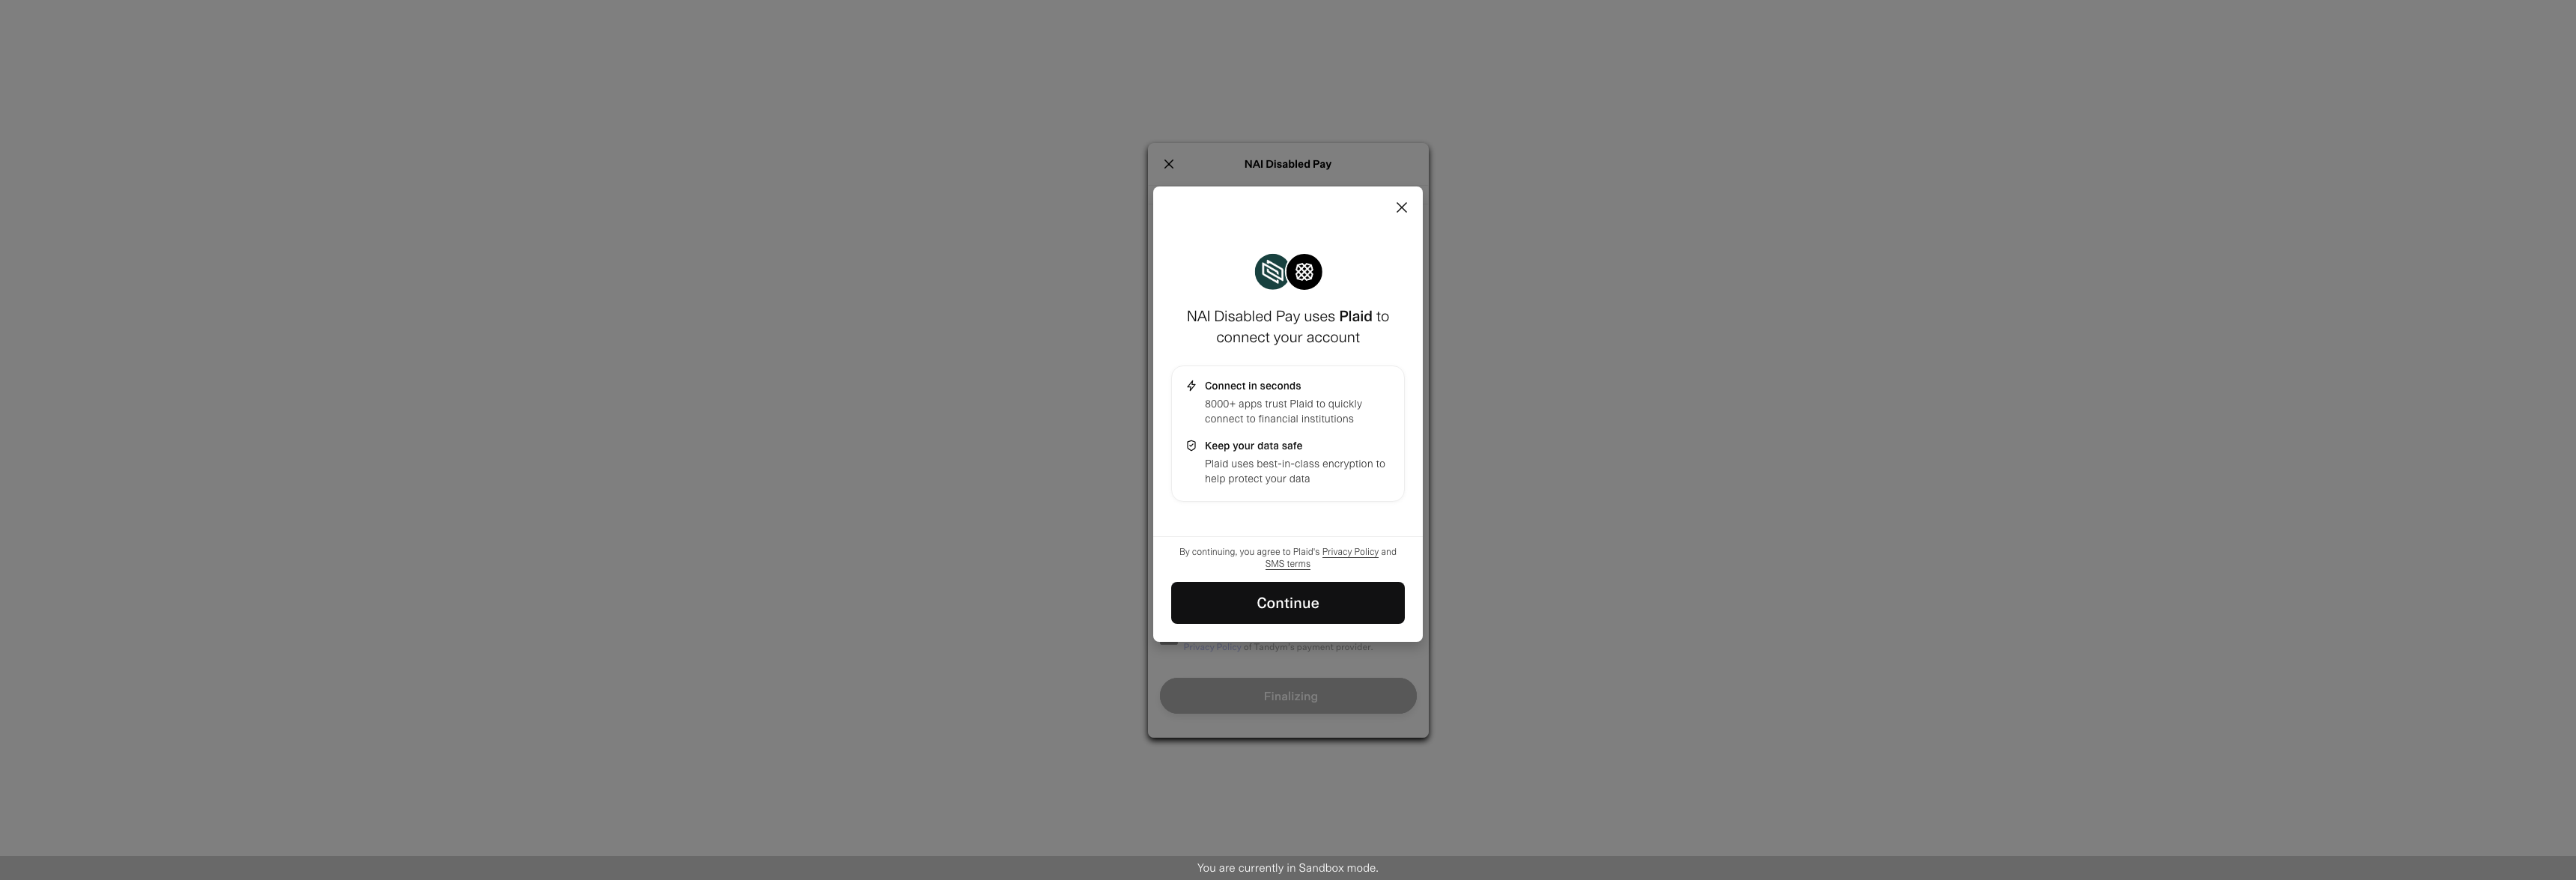 NAI Disabled Pay
NAI Disabled Pay uses Plaid to
connect your account
Connect in seconds
8000+ apps trust Plaid to quickly
connect to financial institutions
Keep your data safe
Plaid uses best-in-class encryption to
help protect your data
By continuing, you agree to Plaid's Privacy Policy and
SMS terms
Continue
Privacy Policy of Tandym's payment provider.
Finalizing
You are currently in Sandbox mode.